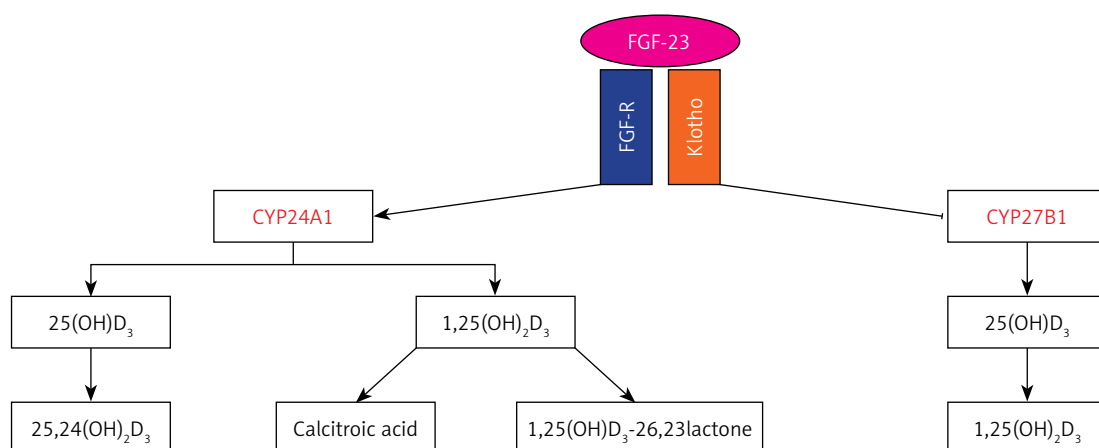 FGF-23
FGF-R
Klotho
CYP24A1
CYP27B1
25(OH)D₃
1,25(OH)₂D₃
25(OH)D₃
25,24(OH)₂D₃
Calcitroic acid
1,25(OH)D₃-26,23lactone
1,25(OH)₂D₃